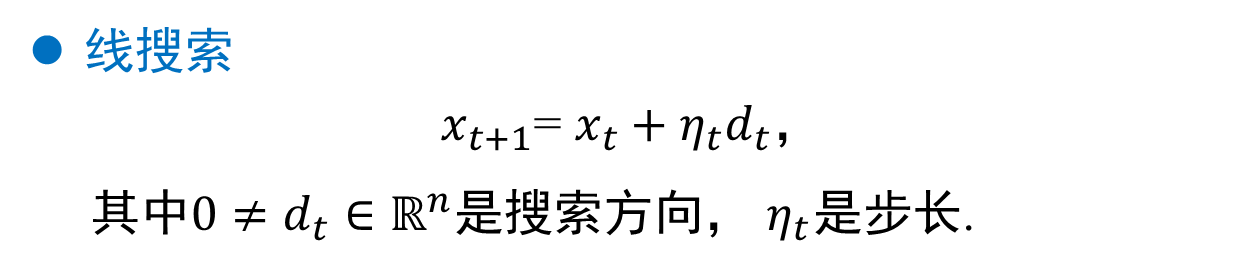 ● 线搜索
x_{t+1} = x_t + η_t d_t，
其中0 ≠ d_t ∈ ℝ^n是搜索方向， η_t是步长.